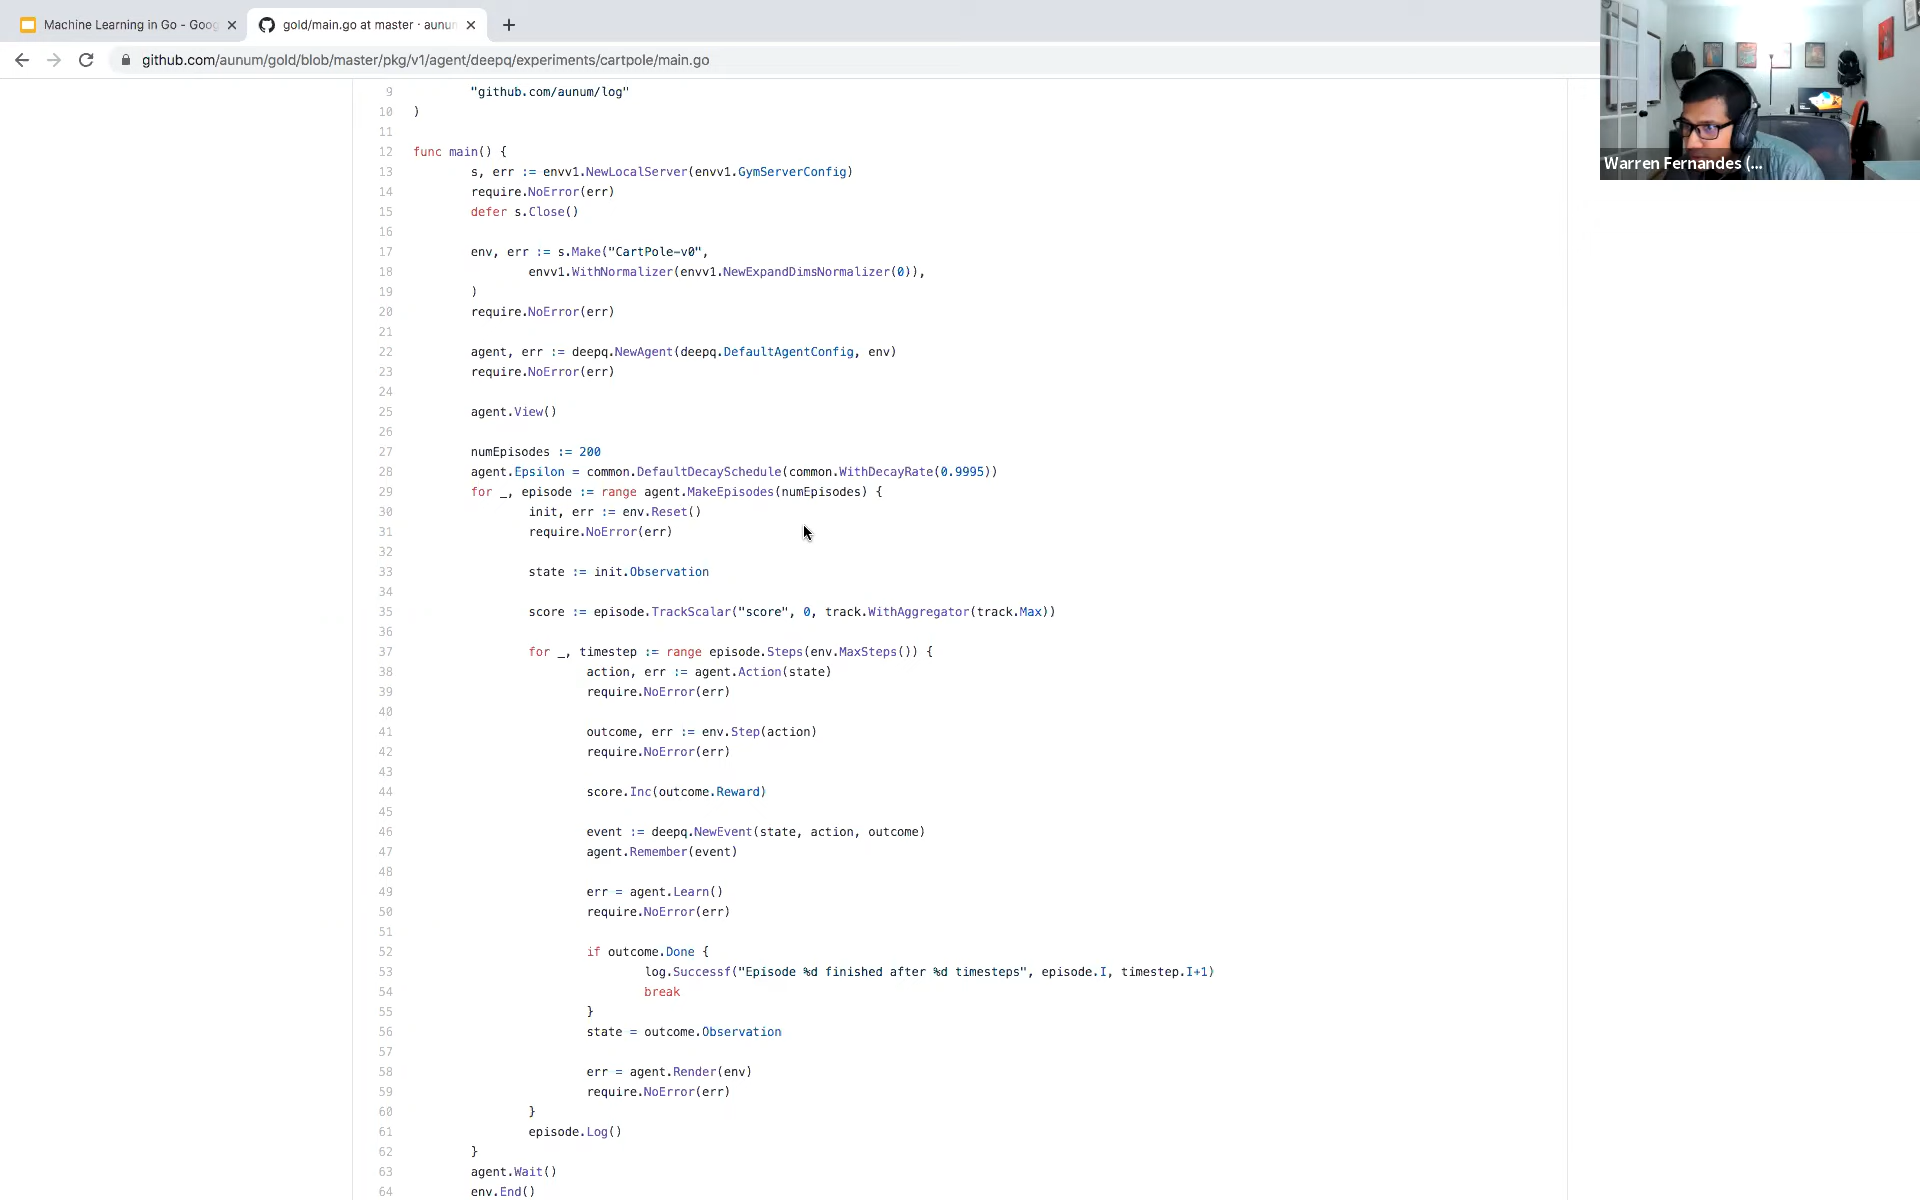 Machine Learning in Go - Goog
gold/main.go at master · aunum
github.com/aunum/gold/blob/master/pkg/v1/agent/deepq/experiments/cartpole/main.go
Warren Fernandes (...
9 "github.com/aunum/log"
10 )
11
12 func main() {
13 s, err := envv1.NewLocalServer(envv1.GymServerConfig)
14 require.NoError(err)
15 defer s.Close()
16
17 env, err := s.Make("CartPole-v0",
18 envv1.WithNormalizer(envv1.NewExpandDimsNormalizer(0)),
19 )
20 require.NoError(err)
21
22 agent, err := deepq.NewAgent(deepq.DefaultAgentConfig, env)
23 require.NoError(err)
24
25 agent.View()
26
27 numEpisodes := 200
28 agent.Epsilon = common.DefaultDecaySchedule(common.WithDecayRate(0.9995))
29 for _, episode := range agent.MakeEpisodes(numEpisodes) {
30 init, err := env.Reset()
31 require.NoError(err)
32
33 state := init.Observation
34
35 score := episode.TrackScalar("score", 0, track.WithAggregator(track.Max))
36
37 for _, timestep := range episode.Steps(env.MaxSteps()) {
38 action, err := agent.Action(state)
39 require.NoError(err)
40
41 outcome, err := env.Step(action)
42 require.NoError(err)
43
44 score.Inc(outcome.Reward)
45
46 event := deepq.NewEvent(state, action, outcome)
47 agent.Remember(event)
48
49 err = agent.Learn()
50 require.NoError(err)
51
52 if outcome.Done {
53 log.Successf("Episode %d finished after %d timesteps", episode.I, timestep.I+1)
54 break
55 }
56 state = outcome.Observation
57
58 err = agent.Render(env)
59 require.NoError(err)
60 }
61 episode.Log()
62 }
63 agent.Wait()
64 env.End()